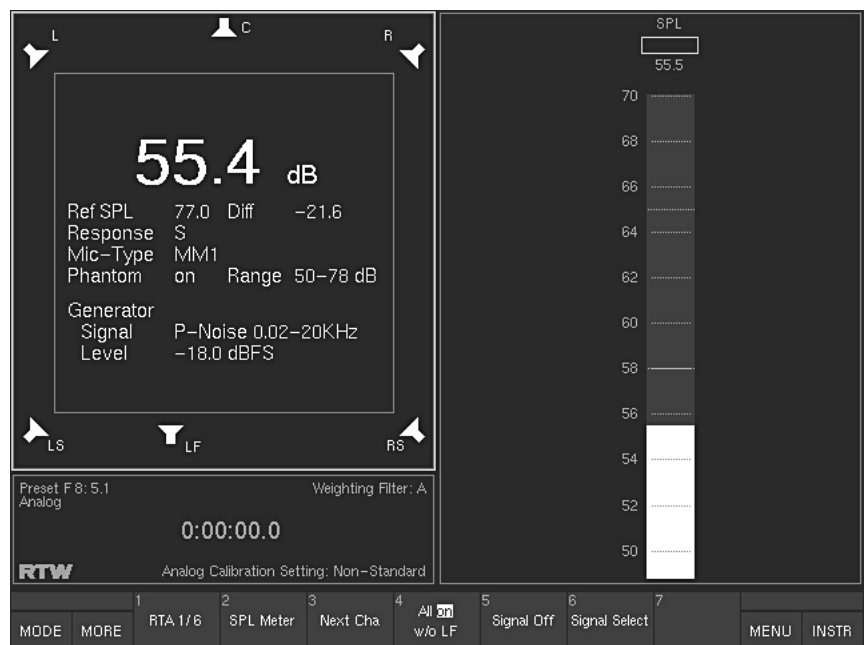 L
C
R
55.4 dB
Ref SPL 77.0 Diff -21.6
Response S
Mic-Type MM1
Phantom on Range 50-78 dB
Generator
Signal P-Noise 0.02-20KHz
Level -18.0 dBFS
LS
LF
RS
Preset F 8: 5.1 Weighting Filter: A
Analog
0:00:00.0
RTW Analog Calibration Setting: Non-Standard
SPL
55.5
70
68
66
64
62
60
58
56
54
52
50
MODE
MORE
1 RTA 1/6
2 SPL Meter
3 Next Cha
4 All on
w/o LF
5 Signal Off
6 Signal Select
7
MENU
INSTR